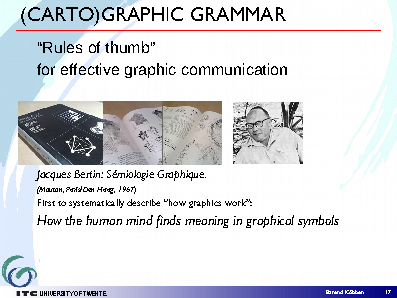 (CARTO)GRAPHIC GRAMMAR
“Rules of thumb”
for effective graphic communication
Jacques Bertin: Sémiologie Graphique.
(Mouton, Paris/Den Haag, 1967)
First to systematically describe “how graphics work”:
How the human mind finds meaning in graphical symbols
ITC UNIVERSITY OF TWENTE.
Barend Köbben
17